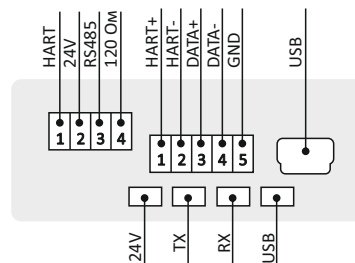 HART
24V
RS485
120 Ом
HART+
HART-
DATA+
DATA-
GND
USB
1 2 3 4
1 2 3 4 5
24V
TX
RX
USB